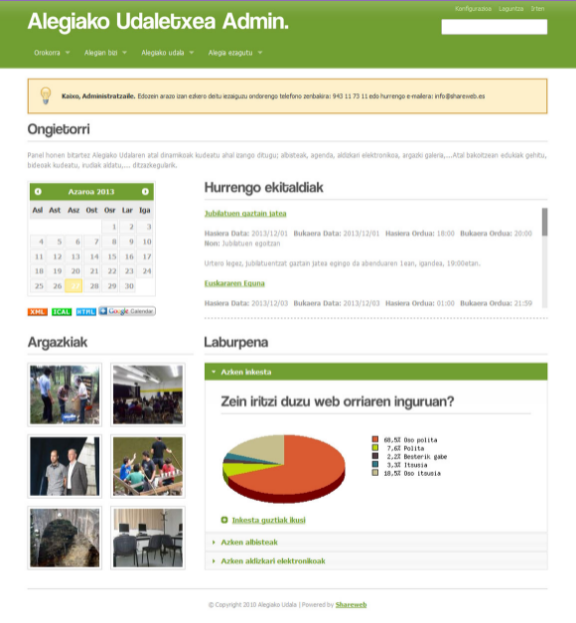 Konfigurazioa Laguntza Irten
Alegiako Udaletxea Admin.
Orokorra Alegian bizi Alegiako udala Alegia ezagutu
Kaixo, Administratzaile. Edozein arazo izan ezkero deitu iezaguzu ondorengo telefono zenbakira: 943 11 73 11 edo hurrengo e-mailera: info@shareweb.es
Ongietorri
Panel honen bitartez Alegiako Udalaren atal dinamikoak kudeatu ahal izango ditugu; albisteak, agenda, aldizkari elektronikoa, argazki galera,...Atal bakoitzean edukiak gehitu,
bideoak kudeatu, irudiak aldatu,... ditzazkegularik.
Azaroa 2013
Asl Ast Asz Ost Osr Lar Iga
1 2 3
4 5 6 7 8 9 10
11 12 13 14 15 16 17
18 19 20 21 22 23 24
25 26 27 28 29 30
XML ICAL HTML Google Calendar
Hurrengo ekitaldiak
Jubilatuen gaztain jatea
Hasiera Data: 2013/12/01 Bukaera Data: 2013/12/01 Hasiera Ordua: 18:00 Bukaera Ordua: 20:00
Non: Jubilatuen egoitzan
Urtero legez, jubilatuentzat gaztain jatea egingo da abenduaren 1ean, igandea, 19:00etan.
Euskararen Eguna
Hasiera Data: 2013/12/03 Bukaera Data: 2013/12/03 Hasiera Ordua: 01:00 Bukaera Ordua: 21:59
Argazkiak
Laburpena
Azken inkesta
Zein iritzi duzu web orriaren inguruan?
68,5% Oso polita
7,6% Polita
2,2% Besterik gabe
3,3% Itsusia
18,5% Oso itsusia
Inkesta guztiak ikusi
Azken albisteak
Azken aldizkari elektronikoak
© Copyright 2010 Alegiako Udala | Powered by Shareweb